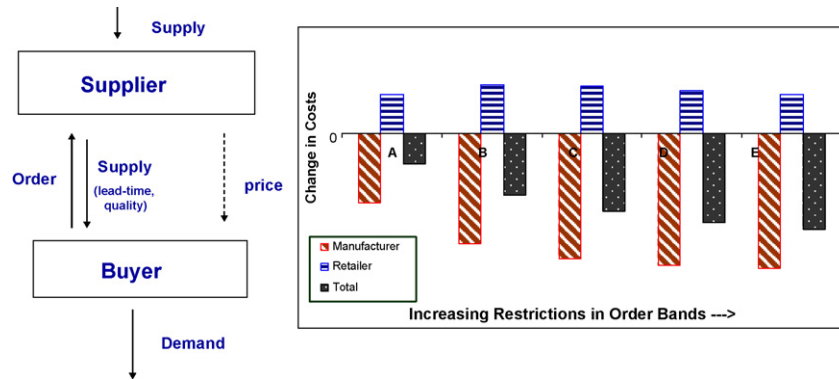 Supply
Supplier
Order
Supply
(lead-time,
quality)
price
Buyer
Demand
Change in Costs
0
A
B
C
D
E
Manufacturer
Retailer
Total
Increasing Restrictions in Order Bands --->